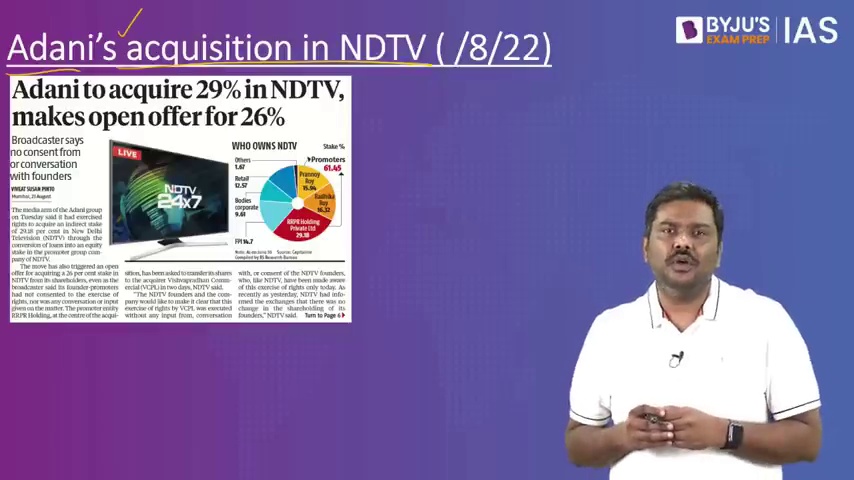 Adani's acquisition in NDTV ( /8/22)
BYJU'S
EXAM PREP
IAS
Adani to acquire 29% in NDTV,
makes open offer for 26%
Broadcaster says
no consent from
or conversation
with founders
VIVEAT SUSAN PINTO
Mumbai, 23 August
The media arm of the Adani group
on Tuesday said it had exercised
rights to acquire an indirect stake
of 29.18 per cent in New Delhi
Television (NDTV) through the
conversion of loans into an equity
stake in the promoter group com-
pany of NDTV.
The move has also triggered an open
offer for acquiring a 26 per cent stake in
NDTV from its shareholders, even as the
broadcaster said its founder-promoters
had not consented to the exercise of
rights, nor was any conversation or input
given on the matter. The promoter entity
RRPR Holding, at the centre of the acqui-
LIVE
NDTV
24x7
WHO OWNS NDTV
Stake %
Promoters
61.45
Others
1.67
Retail
12.57
Bodies
corporate
9.61
FPI 14.7
Prannoy
Roy
15.94
Radhika
Roy
16.32
RRPR Holding
Private Ltd
29.18
Note: As on June 30 Source: Capitaline
Compiled by BS Research Bureau
sition, has been asked to transfer its shares
to the acquirer Vishvapradhan Comm-
ercial (VCPL) in two days, NDTV said.
"The NDTV founders and the com-
pany would like to make it clear that this
exercise of rights by VCPL was executed
without any input from, conversation
with, or consent of the NDTV founders,
who, like NDTV, have been made aware
of this exercise of rights only today. As
recently as yesterday, NDTV had infor-
med the exchanges that there was no
change in the shareholding of its
founders," NDTV said. Turn to Page 6